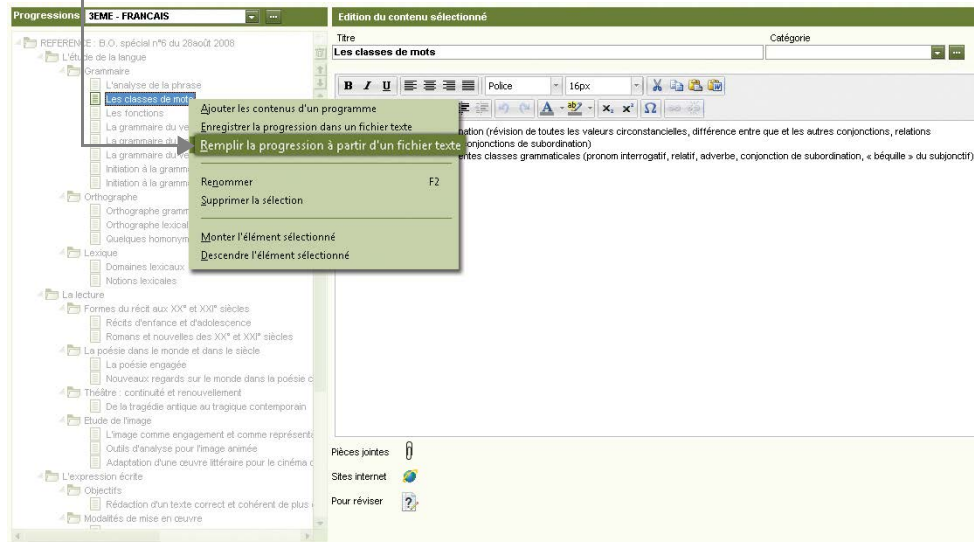 Progressions 3EME - FRANCAIS
REFERENCE : B.O. spécial n°6 du 28août 2008
L'étude de la langue
Grammaire
L'analyse de la phrase
Les classes de mots
Les fonctions
La grammaire du ve
La grammaire du
La grammaire du ve
Initiation à la gramm
Initiation à la gramm
Orthographe
Orthographe gramm
Orthographe lexical
Quelques homonym
Lexique
Domaines lexicaux
Notions lexicales
La lecture
Formes du récit aux XX° et XXI° siècles
Récits d'enfance et d'adolescence
Romans et nouvelles des XX° et XXI° siècles
La poésie dans le monde et dans le siècle
La poésie engagée
Nouveaux regards sur le monde dans la poésie c
Théâtre : continuité et renouvellement
De la tragédie antique au tragique contemporain
Etude de l'image
L'image comme engagement et comme représenta
Outils d'analyse pour l'image animée
Adaptation d'une œuvre littéraire pour le cinéma o
L'expression écrite
Objectifs
Rédaction d'un texte correct et cohérent de plus
Modalités de mise en œuvre
Ajouter les contenus d'un programme
Enregistrer la progression dans un fichier texte
Remplir la progression à partir d'un fichier texte
Renommer F2
Supprimer la sélection
Monter l'élément sélectionné
Descendre l'élément sélectionné
Edition du contenu sélectionné
Titre Catégorie
Les classes de mots
B I U Police 16px
A ab x₂ x² Ω
nation (révision de toutes les valeurs circonstancielles, différence entre que et les autres conjonctions, relations
conjonctions de subordination)
entes classes grammaticales (pronom interrogatif, relatif, adverbe, conjonction de subordination, « béquille » du subjonctif)
Pièces jointes
Sites internet
Pour réviser